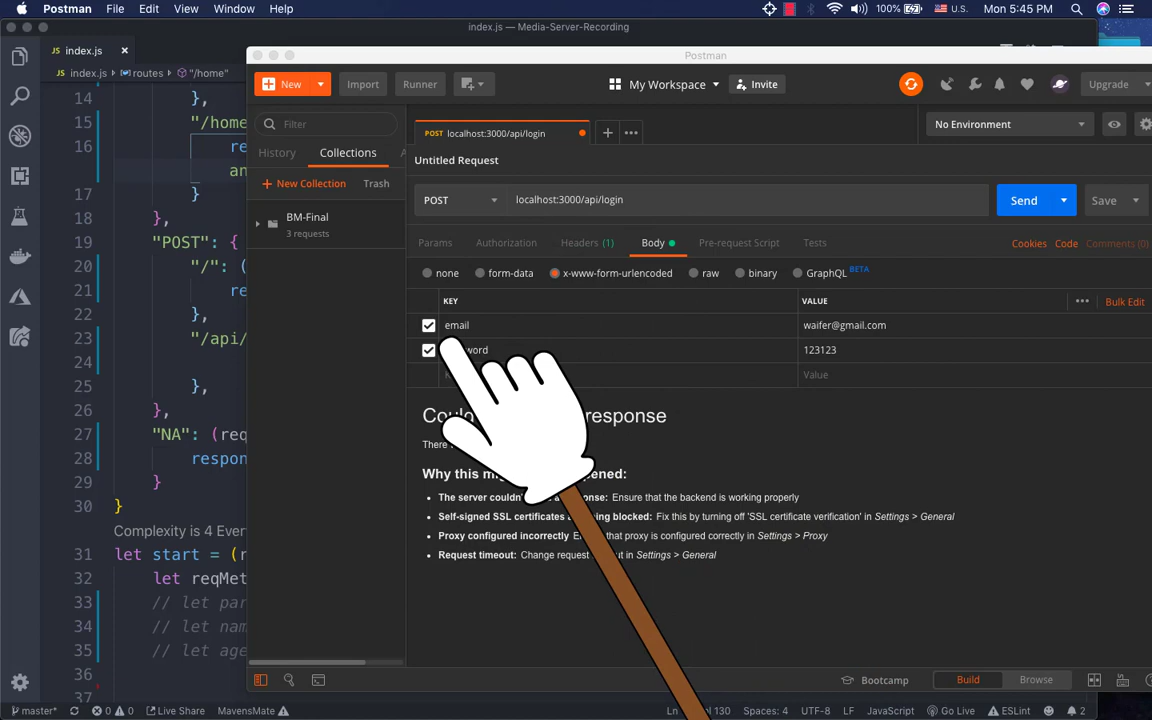 Postman File Edit View Window Help 100% U.S. Mon 5:45 PM
index.js — Media-Server-Recording
JS index.js ×
JS index.js › routes › "/home"
Postman
New Import Runner My Workspace Invite Upgrade
Filter
History Collections
+ New Collection Trash
BM-Final
3 requests
POST localhost:3000/api/login + •••
No Environment
Untitled Request
POST localhost:3000/api/login Send Save
Params Authorization Headers (1) Body Pre-request Script Tests Cookies Code Comments (0)
none form-data x-www-form-urlencoded raw binary GraphQL BETA
KEY VALUE ••• Bulk Edit
email waifer@gmail.com
word 123123
Value
response
There
Why this
The server Ensure that the backend is working properly
Self-signed SSL certificates being blocked: Fix this by turning off 'SSL certificate verification' in Settings > General
Proxy configured incorrectly that proxy is configured correctly in Settings > Proxy
Request timeout: Change request in Settings > General
14 },
15 "/home
16 re
an
17 }
18 },
19 "POST": {
20 "/": (
21 re
22 },
23 "/api/
24
25 },
26 },
27 "NA": (req
28 respon
29 }
30 }
Complexity is 4 Ever
31 let start = (r
32 let reqMet
33 // let par
34 // let nam
35 // let age
36
37
Bootcamp Build Browse
master* 0 0 Live Share MavensMate Ln Col 130 Spaces: 4 UTF-8 LF JavaScript Go Live ESLint 2